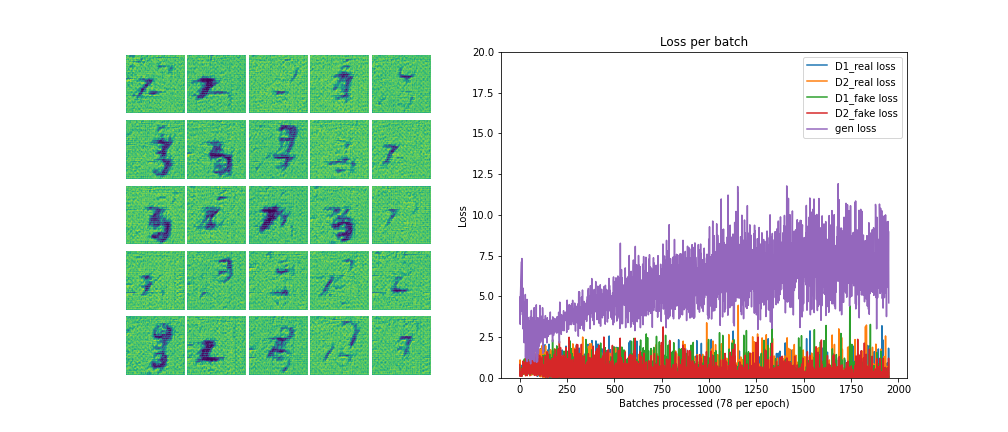 Loss per batch
20.0
17.5
15.0
12.5
10.0
7.5
5.0
2.5
0.0
Loss
D1_real loss
D2_real loss
D1_fake loss
D2_fake loss
gen loss
0 250 500 750 1000 1250 1500 1750 2000
Batches processed (78 per epoch)